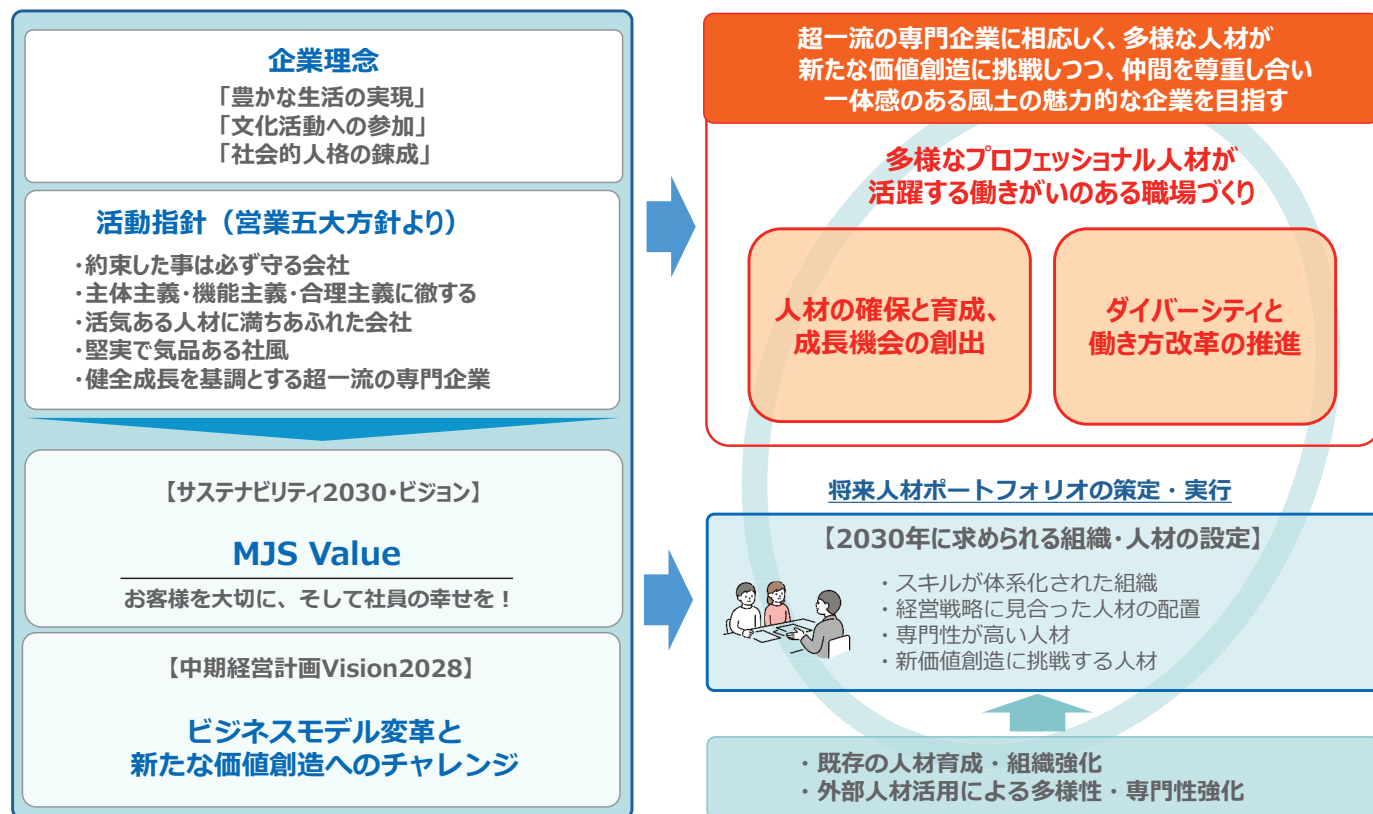 企業理念
「豊かな生活の実現」
「文化活動への参加」
「社会的人格の錬成」
活動指針（営業五大方針より）
・約束した事は必ず守る会社
・主体主義・機能主義・合理主義に徹する
・活気ある人材に満ちあふれた会社
・堅実で気品ある社風
・健全成長を基調とする超一流の専門企業
【サステナビリティ2030・ビジョン】
MJS Value
お客様を大切に、そして社員の幸せを！
【中期経営計画Vision2028】
ビジネスモデル変革と
新たな価値創造へのチャレンジ
超一流の専門企業に相応しく、多様な人材が
新たな価値創造に挑戦しつつ、仲間を尊重し合い
一体感のある風土の魅力的な企業を目指す
多様なプロフェッショナル人材が
活躍する働きがいのある職場づくり
人材の確保と育成、
成長機会の創出
ダイバーシティと
働き方改革の推進
将来人材ポートフォリオの策定・実行
【2030年に求められる組織・人材の設定】
・スキルが体系化された組織
・経営戦略に見合った人材の配置
・専門性が高い人材
・新価値創造に挑戦する人材
・既存の人材育成・組織強化
・外部人材活用による多様性・専門性強化